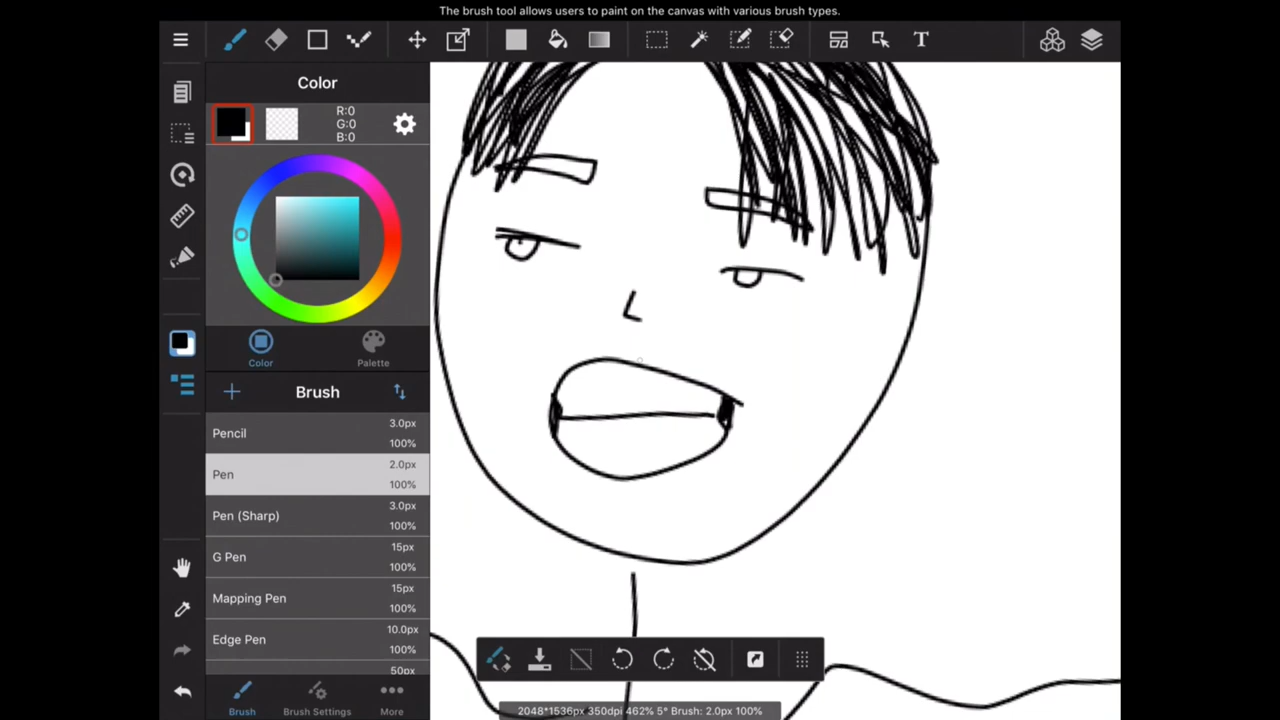 The brush tool allows users to paint on the canvas with various brush types.
T
Color
R:0
G:0
B:0
Color
Palette
Brush
Pencil
3.0px
100%
Pen
2.0px
100%
Pen (Sharp)
3.0px
100%
G Pen
15px
100%
Mapping Pen
15px
100%
Edge Pen
10.0px
100%
50px
Brush
Brush Settings
More
2048*1536px 350dpi 462% 5° Brush: 2.0px 100%